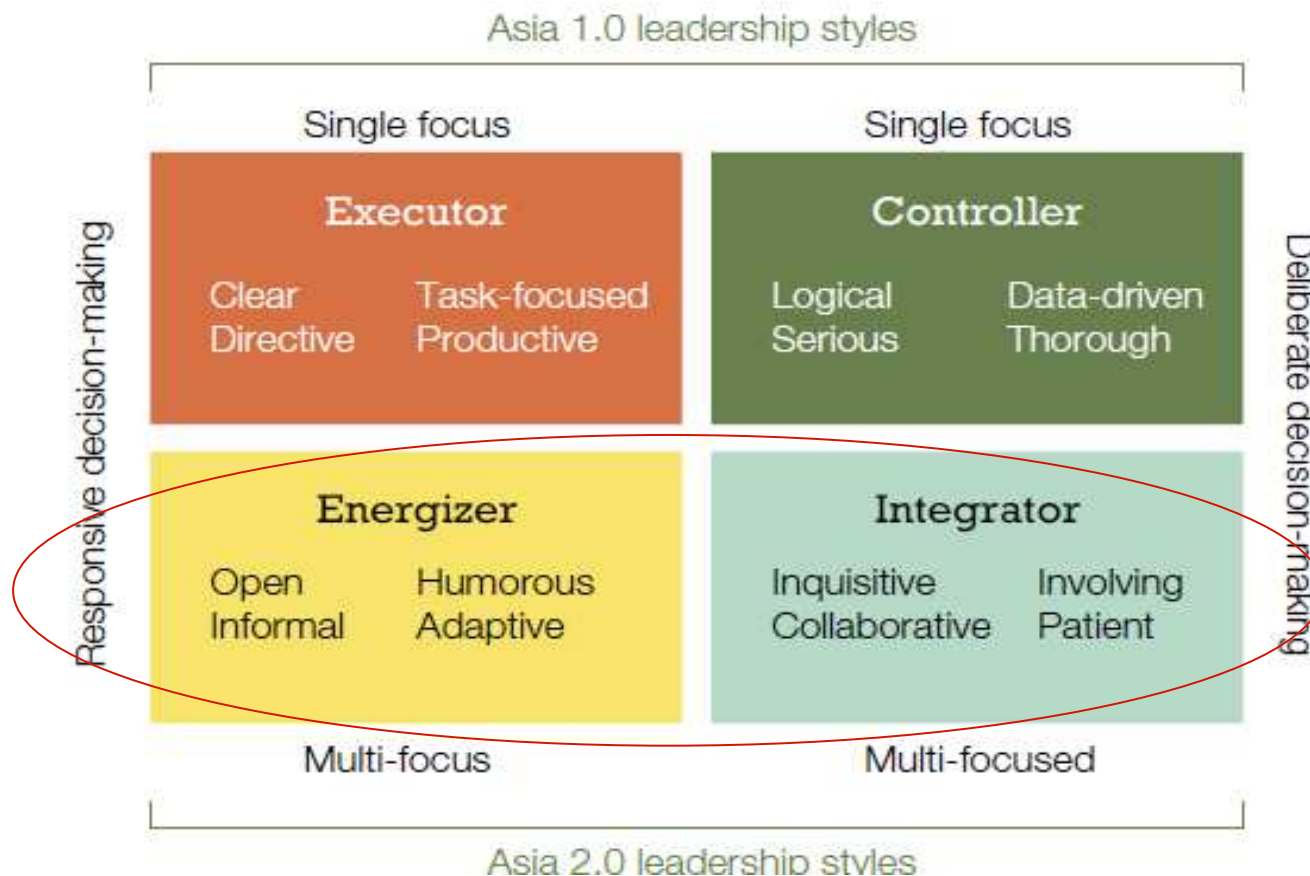 Asia 1.0 leadership styles
Single focus
Single focus
Responsive decision-making
Executor
Clear
Task-focused
Directive
Productive
Controller
Logical
Data-driven
Serious
Thorough
Deliberate decision-making
Energizer
Open
Humorous
Informal
Adaptive
Integrator
Inquisitive
Involving
Collaborative
Patient
Multi-focus
Multi-focused
Asia 2.0 leadership styles